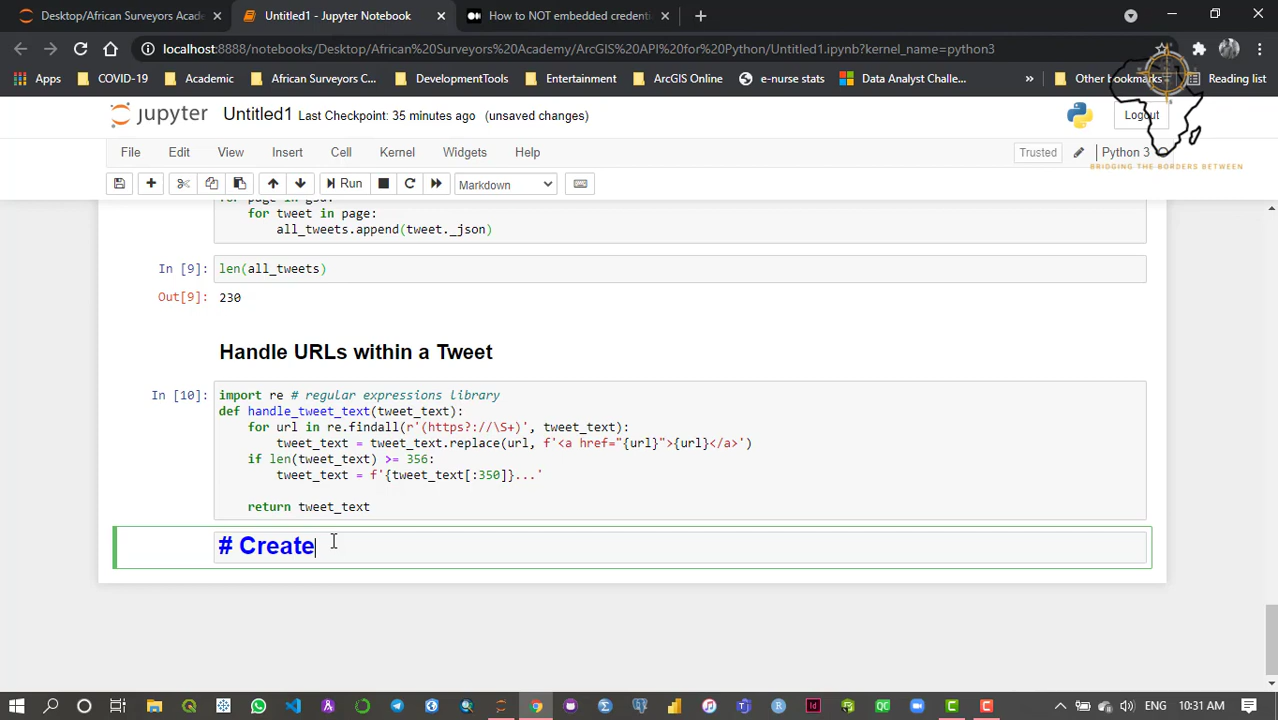 Desktop/African Surveyors Acade
Untitled1 - Jupyter Notebook
How to NOT embedded credenti
localhost:8888/notebooks/Desktop/African%20Surveyors%20Academy/ArcGIS%20API%20for%20Python/Untitled1.ipynb?kernel_name=python3
Apps
COVID-19
Academic
African Surveyors C...
DevelopmentTools
Entertainment
ArcGIS Online
e-nurse stats
Data Analyst Challe...
»
Other bookmarks
Reading list
jupyter
Untitled1
Last Checkpoint: 35 minutes ago
(unsaved changes)
Logout
File
Edit
View
Insert
Cell
Kernel
Widgets
Help
Trusted
Python 3
BRIDGING THE BORDERS BETWEEN
Run
Markdown
for page in gsd:
for tweet in page:
all_tweets.append(tweet._json)
In [9]:
len(all_tweets)
Out[9]:
230
Handle URLs within a Tweet
In [10]:
import re # regular expressions library
def handle_tweet_text(tweet_text):
for url in re.findall(r'(https?://\S+)', tweet_text):
tweet_text = tweet_text.replace(url, f'<a href="{url}">{url}</a>')
if len(tweet_text) >= 356:
tweet_text = f'{tweet_text[:350]}...'
return tweet_text
# Create
ENG
10:31 AM